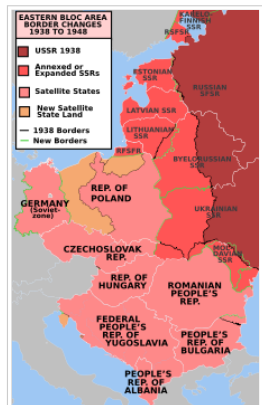 EASTERN BLOC AREA
BORDER CHANGES
1938 TO 1948
USSR 1938
Annexed or
Expanded SSRs
Satellite States
New Satellite
State Land
1938 Borders
New Borders
KARELO-
FINNISH
SSR
RSFSR
ESTONIAN
SSR
RUSSIAN
SFSR
LATVIAN SSR
LITHUANIAN
SSR
RFSFR
BYELORUSSIAN
SSR
REP. OF
POLAND
GERMANY
(Soviet-
zone)
UKRAINIAN
SSR
CZECHOSLOVAK
REP.
MOL-
DAVIAN
SSR
REP. OF
HUNGARY
ROMANIAN
PEOPLE'S
REP.
FEDERAL
PEOPLE'S
REP. OF
YUGOSLAVIA
PEOPLE'S
REP. OF
BULGARIA
PEOPLE'S
REP. OF
ALBANIA